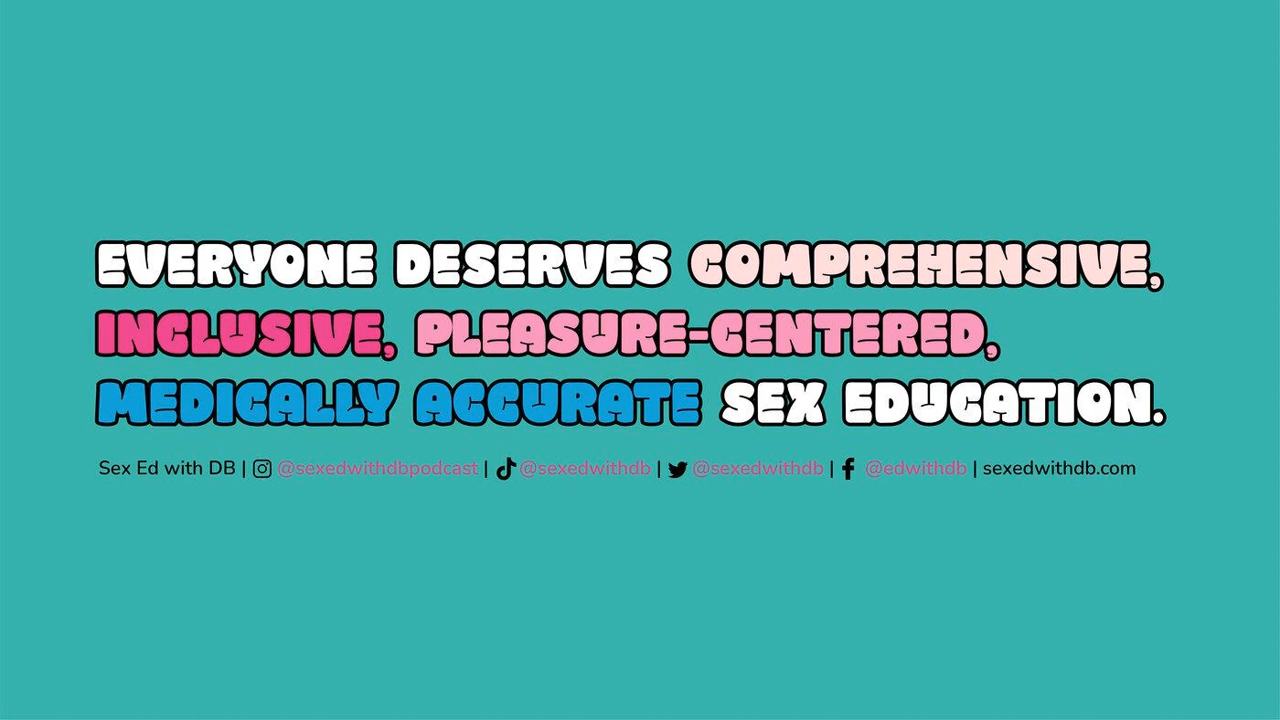 EVERYONE DESERVES COMPREHENSIVE,
INCLUSIVE, PLEASURE-CENTERED,
MEDICALLY ACCURATE SEX EDUCATION.
Sex Ed with DB | @sexedwithdbpodcast | @sexedwithdb | @sexedwithdb | @edwithdb | sexedwithdb.com